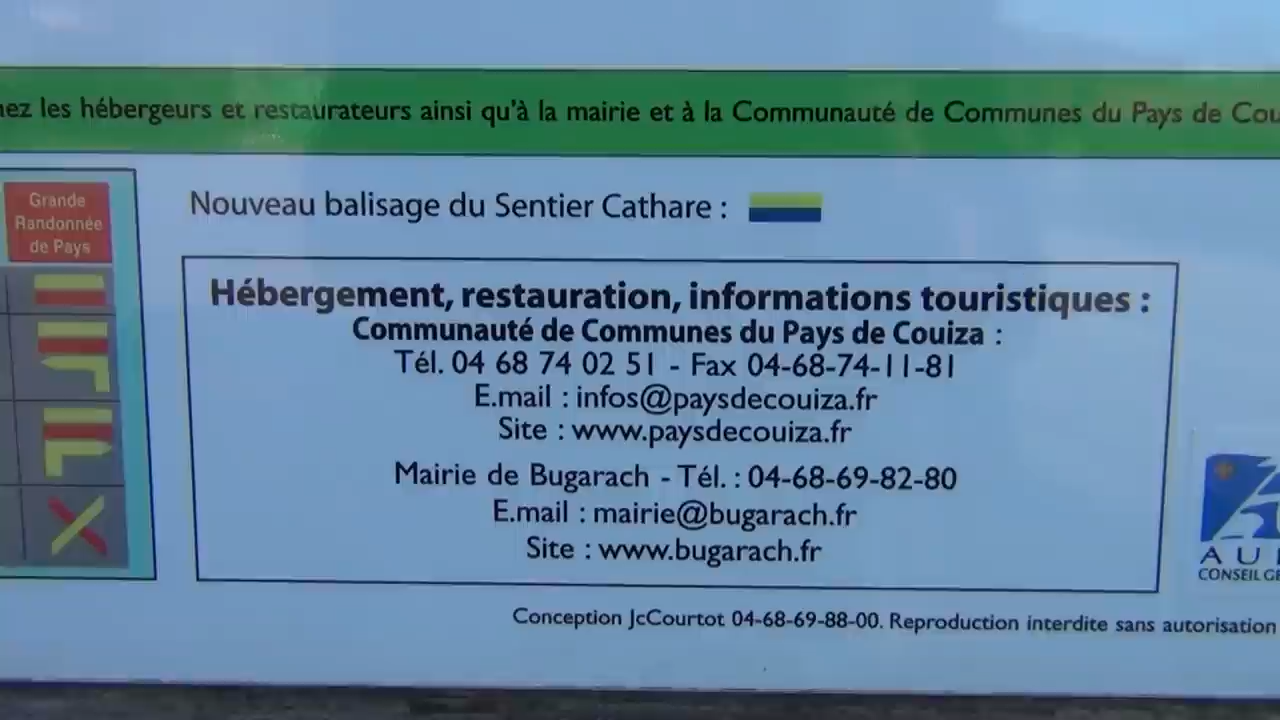 les hébergeurs et restaurateurs ainsi qu'à la mairie et à la Communauté de Communes du Pays de
Grande
Randonnée
de Pays
Nouveau balisage du Sentier Cathare :
Hébergement, restauration, informations touristiques :
Communauté de Communes du Pays de Couiza :
Tél. 04 68 74 02 51 - Fax 04-68-74-11-81
E.mail : infos@paysdecouiza.fr
Site : www.paysdecouiza.fr
Mairie de Bugarach - Tél. : 04-68-69-82-80
E.mail : mairie@bugarach.fr
Site : www.bugarach.fr
CONSEIL
Conception JcCourtot 04-68-69-88-00. Reproduction interdite sans autorisation